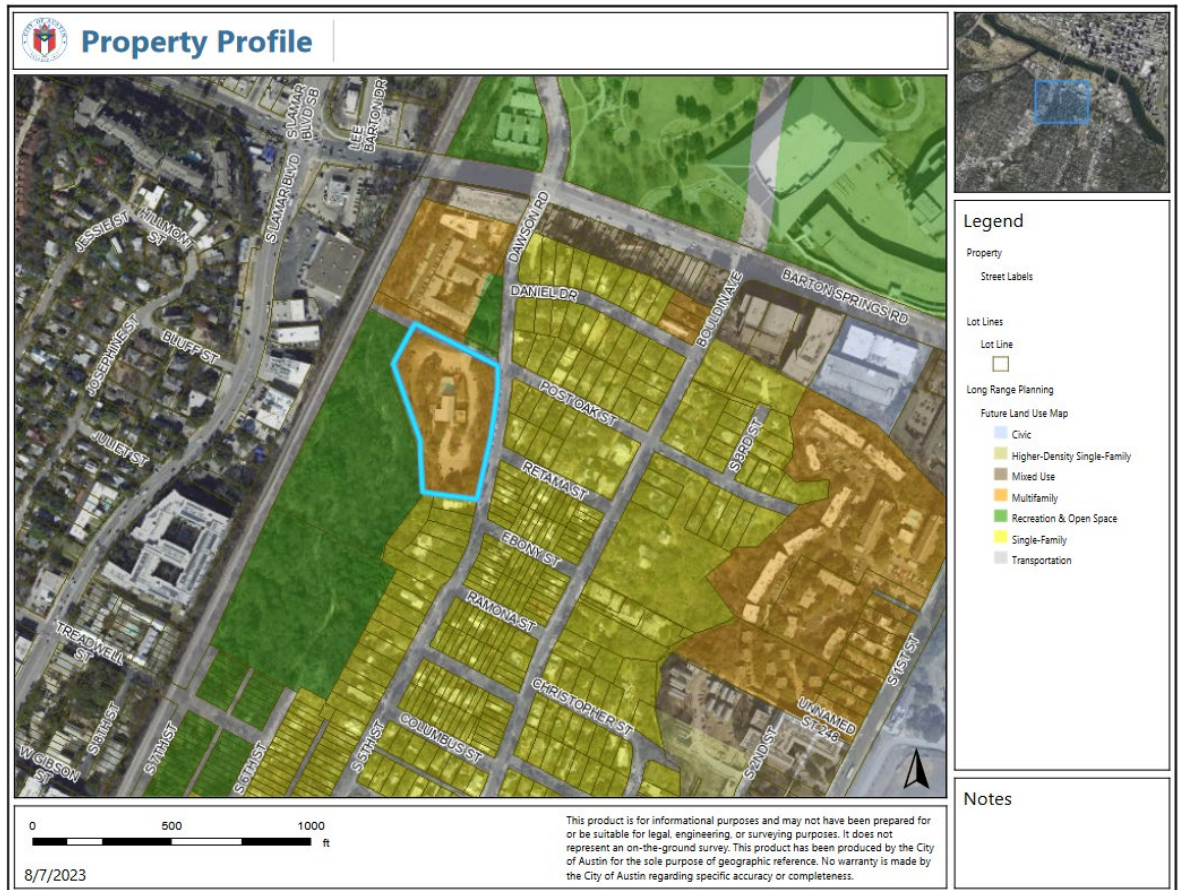 CITY OF AUSTIN
Property Profile
S LAMAR
BLVD SB
LEE
BARTON DR
S LAMAR BLVD
JESSIE ST
HILLMONT
ST
DAWSON RD
BARTON SPRINGS RD
DANIEL DR
BOULDIN AVE
JOSEPHINE ST
BLUFF ST
POST OAK ST
S 3RD ST
JULIET ST
RETAMA ST
EBONY ST
RAMONA ST
TREADWELL
ST
S 1ST ST
CHRISTOPHER ST
UNNAMED
ST 248
COLUMBUS ST
S 8TH ST
S 7TH ST
S 6TH ST
S 5TH ST
S 2ND ST
W GIBSON
ST
Legend
Property
Street Labels
Lot Lines
Lot Line
Long Range Planning
Future Land Use Map
Civic
Higher-Density Single-Family
Mixed Use
Multifamily
Recreation & Open Space
Single-Family
Transportation
Notes
0 500 1000
ft
8/7/2023
This product is for informational purposes and may not have been prepared for
or be suitable for legal, engineering, or surveying purposes. It does not
represent an on-the-ground survey. This product has been produced by the City
of Austin for the sole purpose of geographic reference. No warranty is made by
the City of Austin regarding specific accuracy or completeness.